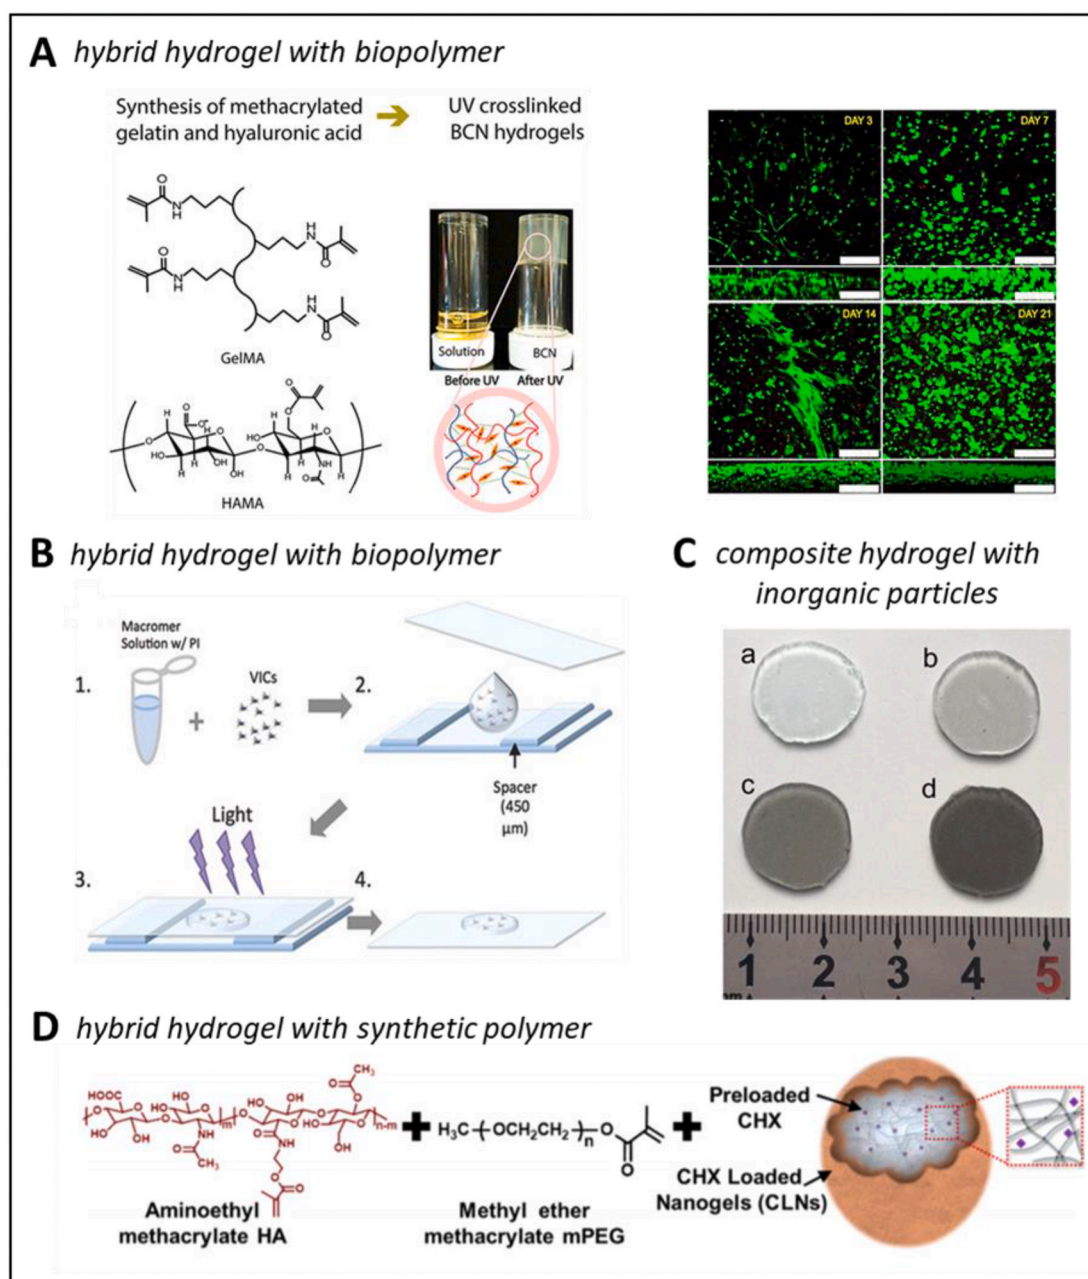 A hybrid hydrogel with biopolymer
Synthesis of methacrylated
gelatin and hyaluronic acid
UV crosslinked
BCN hydrogels
O
N
H
H
N
O
O
N
H
H
N
O
GelMA
Solution
BCN
Before UV After UV
HAMA
DAY 3
DAY 7
DAY 14
DAY 21
B hybrid hydrogel with biopolymer
Macromer
Solution w/ PI
1.
+
VICs
2.
Spacer
(450
μm)
Light
3.
4.
C composite hydrogel with
inorganic particles
a
b
c
d
1 2 3 4 5
D hybrid hydrogel with synthetic polymer
Aminoethyl
methacrylate HA
+
H₃C OCH₂CH₂ n O
O
Methyl ether
methacrylate mPEG
+
Preloaded
CHX
CHX Loaded
Nanogels (CLNs)